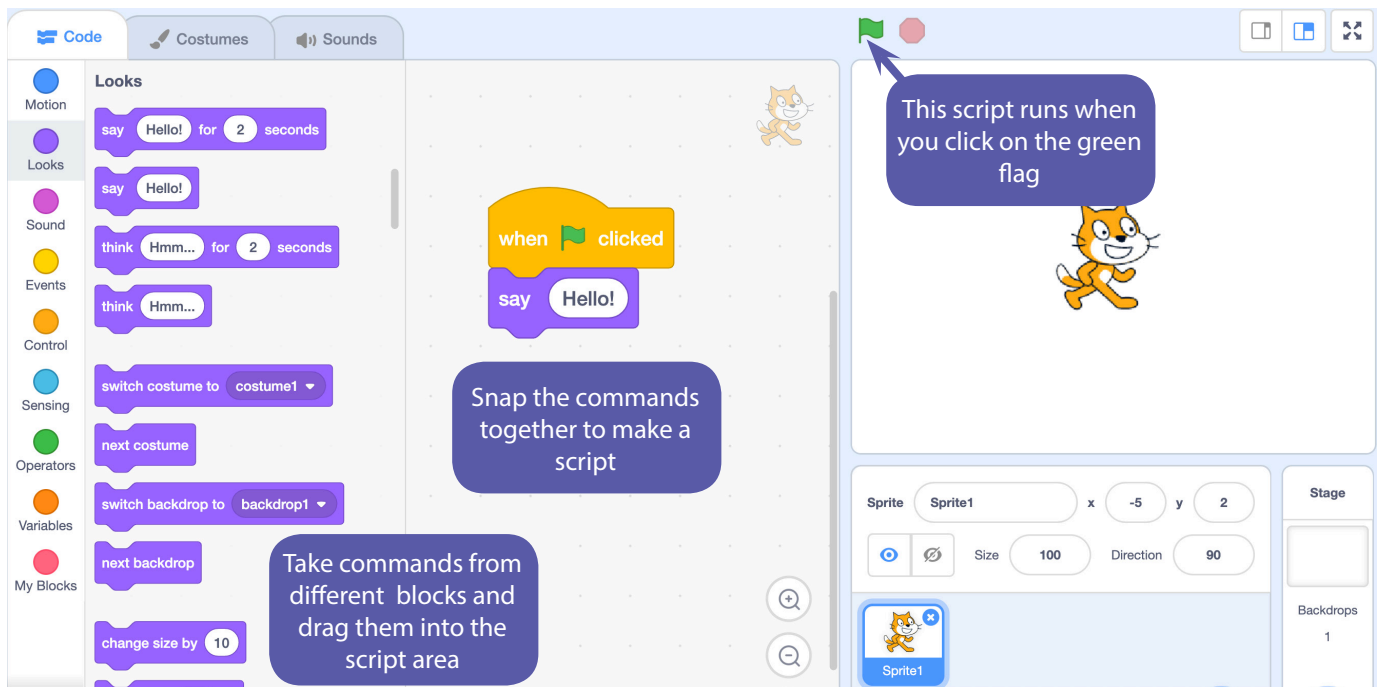 Code
Costumes
Sounds
Motion
Looks
Sound
Events
Control
Sensing
Operators
Variables
My Blocks
Looks
say Hello! for 2 seconds
say Hello!
think Hmm... for 2 seconds
think Hmm...
switch costume to costume1
next costume
switch backdrop to backdrop1
next backdrop
change size by 10
Take commands from
different blocks and
drag them into the
script area
when clicked
say Hello!
Snap the commands
together to make a
script
This script runs when
you click on the green
flag
Sprite Sprite1 x -5 y 2
Size 100 Direction 90
Sprite1
Stage
Backdrops
1